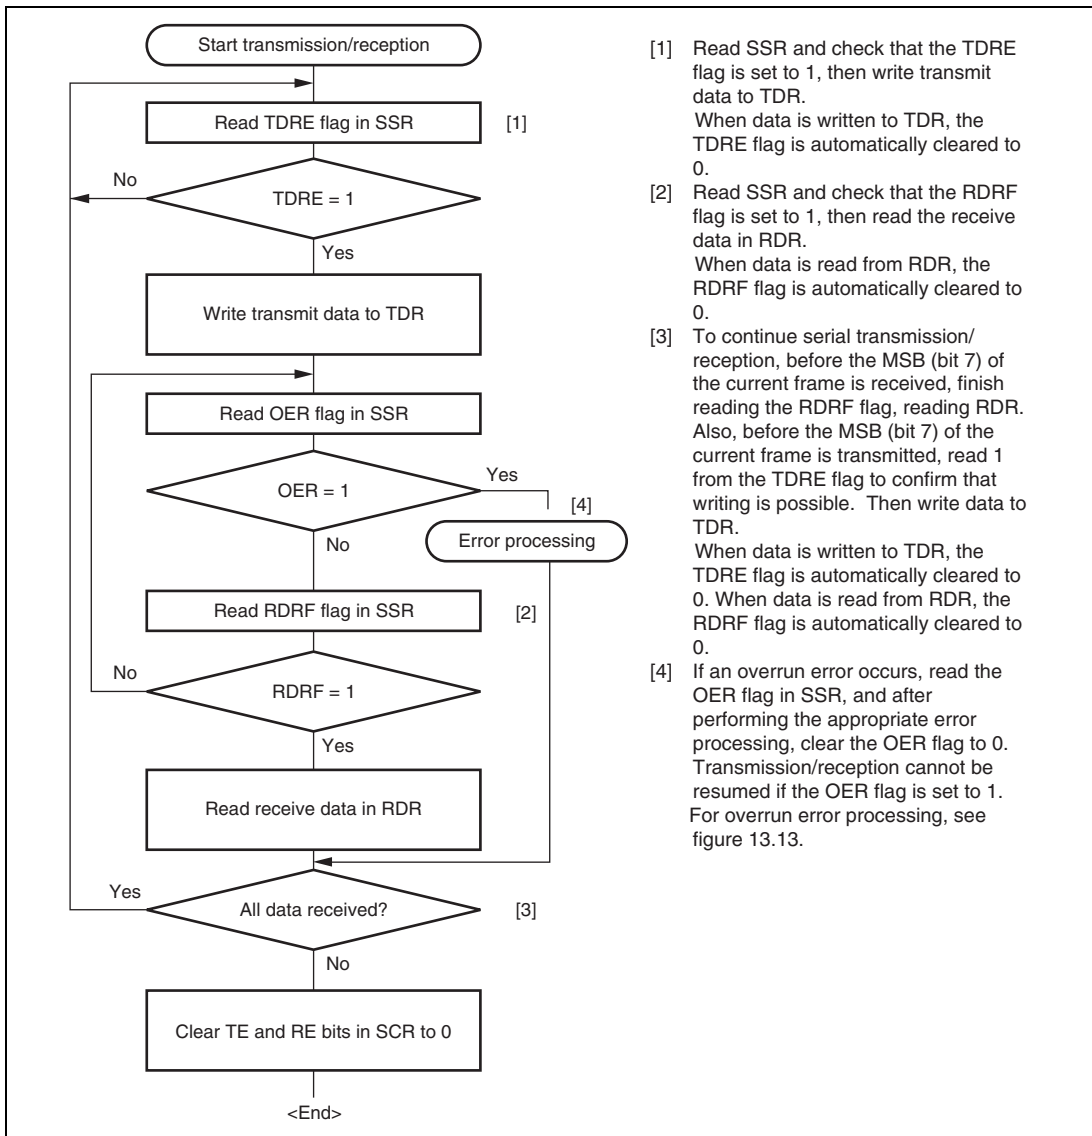 Start transmission/reception
Read TDRE flag in SSR
[1]
No
TDRE = 1
Yes
Write transmit data to TDR
Read OER flag in SSR
OER = 1
Yes
[4]
Error processing
No
Read RDRF flag in SSR
[2]
No
RDRF = 1
Yes
Read receive data in RDR
Yes
All data received?
[3]
No
Clear TE and RE bits in SCR to 0
<End>
[1] Read SSR and check that the TDRE
flag is set to 1, then write transmit
data to TDR.
When data is written to TDR, the
TDRE flag is automatically cleared to
0.
[2] Read SSR and check that the RDRF
flag is set to 1, then read the receive
data in RDR.
When data is read from RDR, the
RDRF flag is automatically cleared to
0.
[3] To continue serial transmission/
reception, before the MSB (bit 7) of
the current frame is received, finish
reading the RDRF flag, reading RDR.
Also, before the MSB (bit 7) of the
current frame is transmitted, read 1
from the TDRE flag to confirm that
writing is possible. Then write data to
TDR.
When data is written to TDR, the
TDRE flag is automatically cleared to
0. When data is read from RDR, the
RDRF flag is automatically cleared to
0.
[4] If an overrun error occurs, read the
OER flag in SSR, and after
performing the appropriate error
processing, clear the OER flag to 0.
Transmission/reception cannot be
resumed if the OER flag is set to 1.
For overrun error processing, see
figure 13.13.